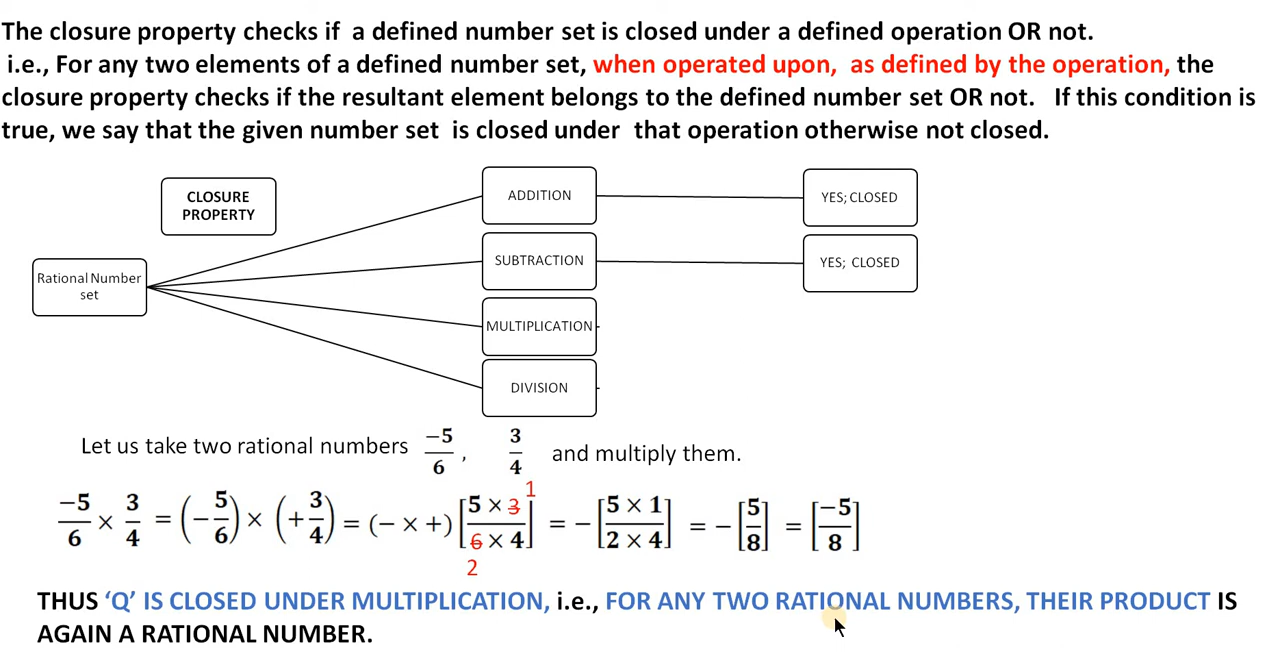 The closure property checks if a defined number set is closed under a defined operation OR not.
i.e., For any two elements of a defined number set, when operated upon, as defined by the operation, the
closure property checks if the resultant element belongs to the defined number set OR not. If this condition is
true, we say that the given number set is closed under that operation otherwise not closed.
CLOSURE
PROPERTY
ADDITION
YES; CLOSED
SUBTRACTION
YES; CLOSED
Rational Number
set
MULTIPLICATION
DIVISION
Let us take two rational numbers −5/6 , 3/4 and multiply them.
−5/6 × 3/4 = (−5/6) × (+3/4) = (− × +) [5 × 3 1 / 6 2 × 4] = −[5 × 1 / 2 × 4] = −[5/8] = [−5/8]
THUS ‘Q’ IS CLOSED UNDER MULTIPLICATION, i.e., FOR ANY TWO RATIONAL NUMBERS, THEIR PRODUCT IS
AGAIN A RATIONAL NUMBER.